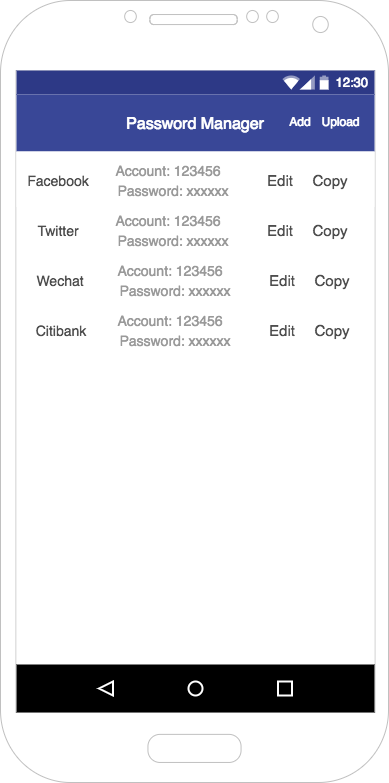 12:30
Password Manager Add Upload
Facebook Account: 123456 Edit Copy
Password: xxxxxx
Twitter Account: 123456 Edit Copy
Password: xxxxxx
Wechat Account: 123456 Edit Copy
Password: xxxxxx
Citibank Account: 123456 Edit Copy
Password: xxxxxx